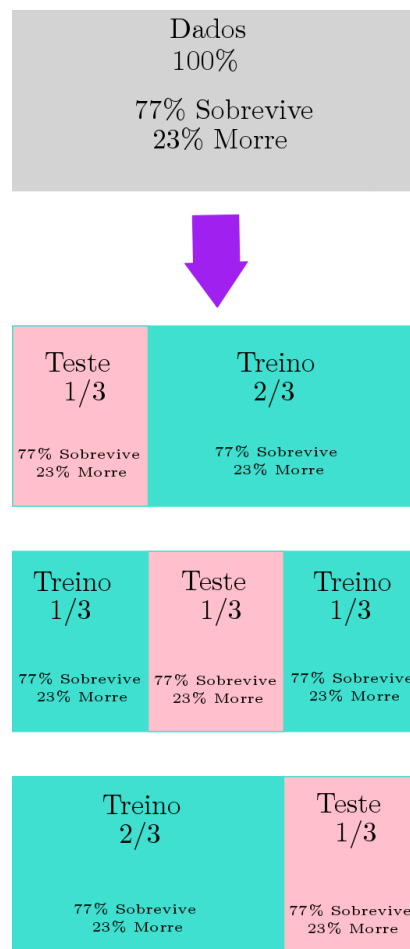 Dados
100%
77% Sobrevive
23% Morre
Teste
1/3
77% Sobrevive
23% Morre
Treino
2/3
77% Sobrevive
23% Morre
Treino
1/3
77% Sobrevive
23% Morre
Teste
1/3
77% Sobrevive
23% Morre
Treino
1/3
77% Sobrevive
23% Morre
Treino
2/3
77% Sobrevive
23% Morre
Teste
1/3
77% Sobrevive
23% Morre